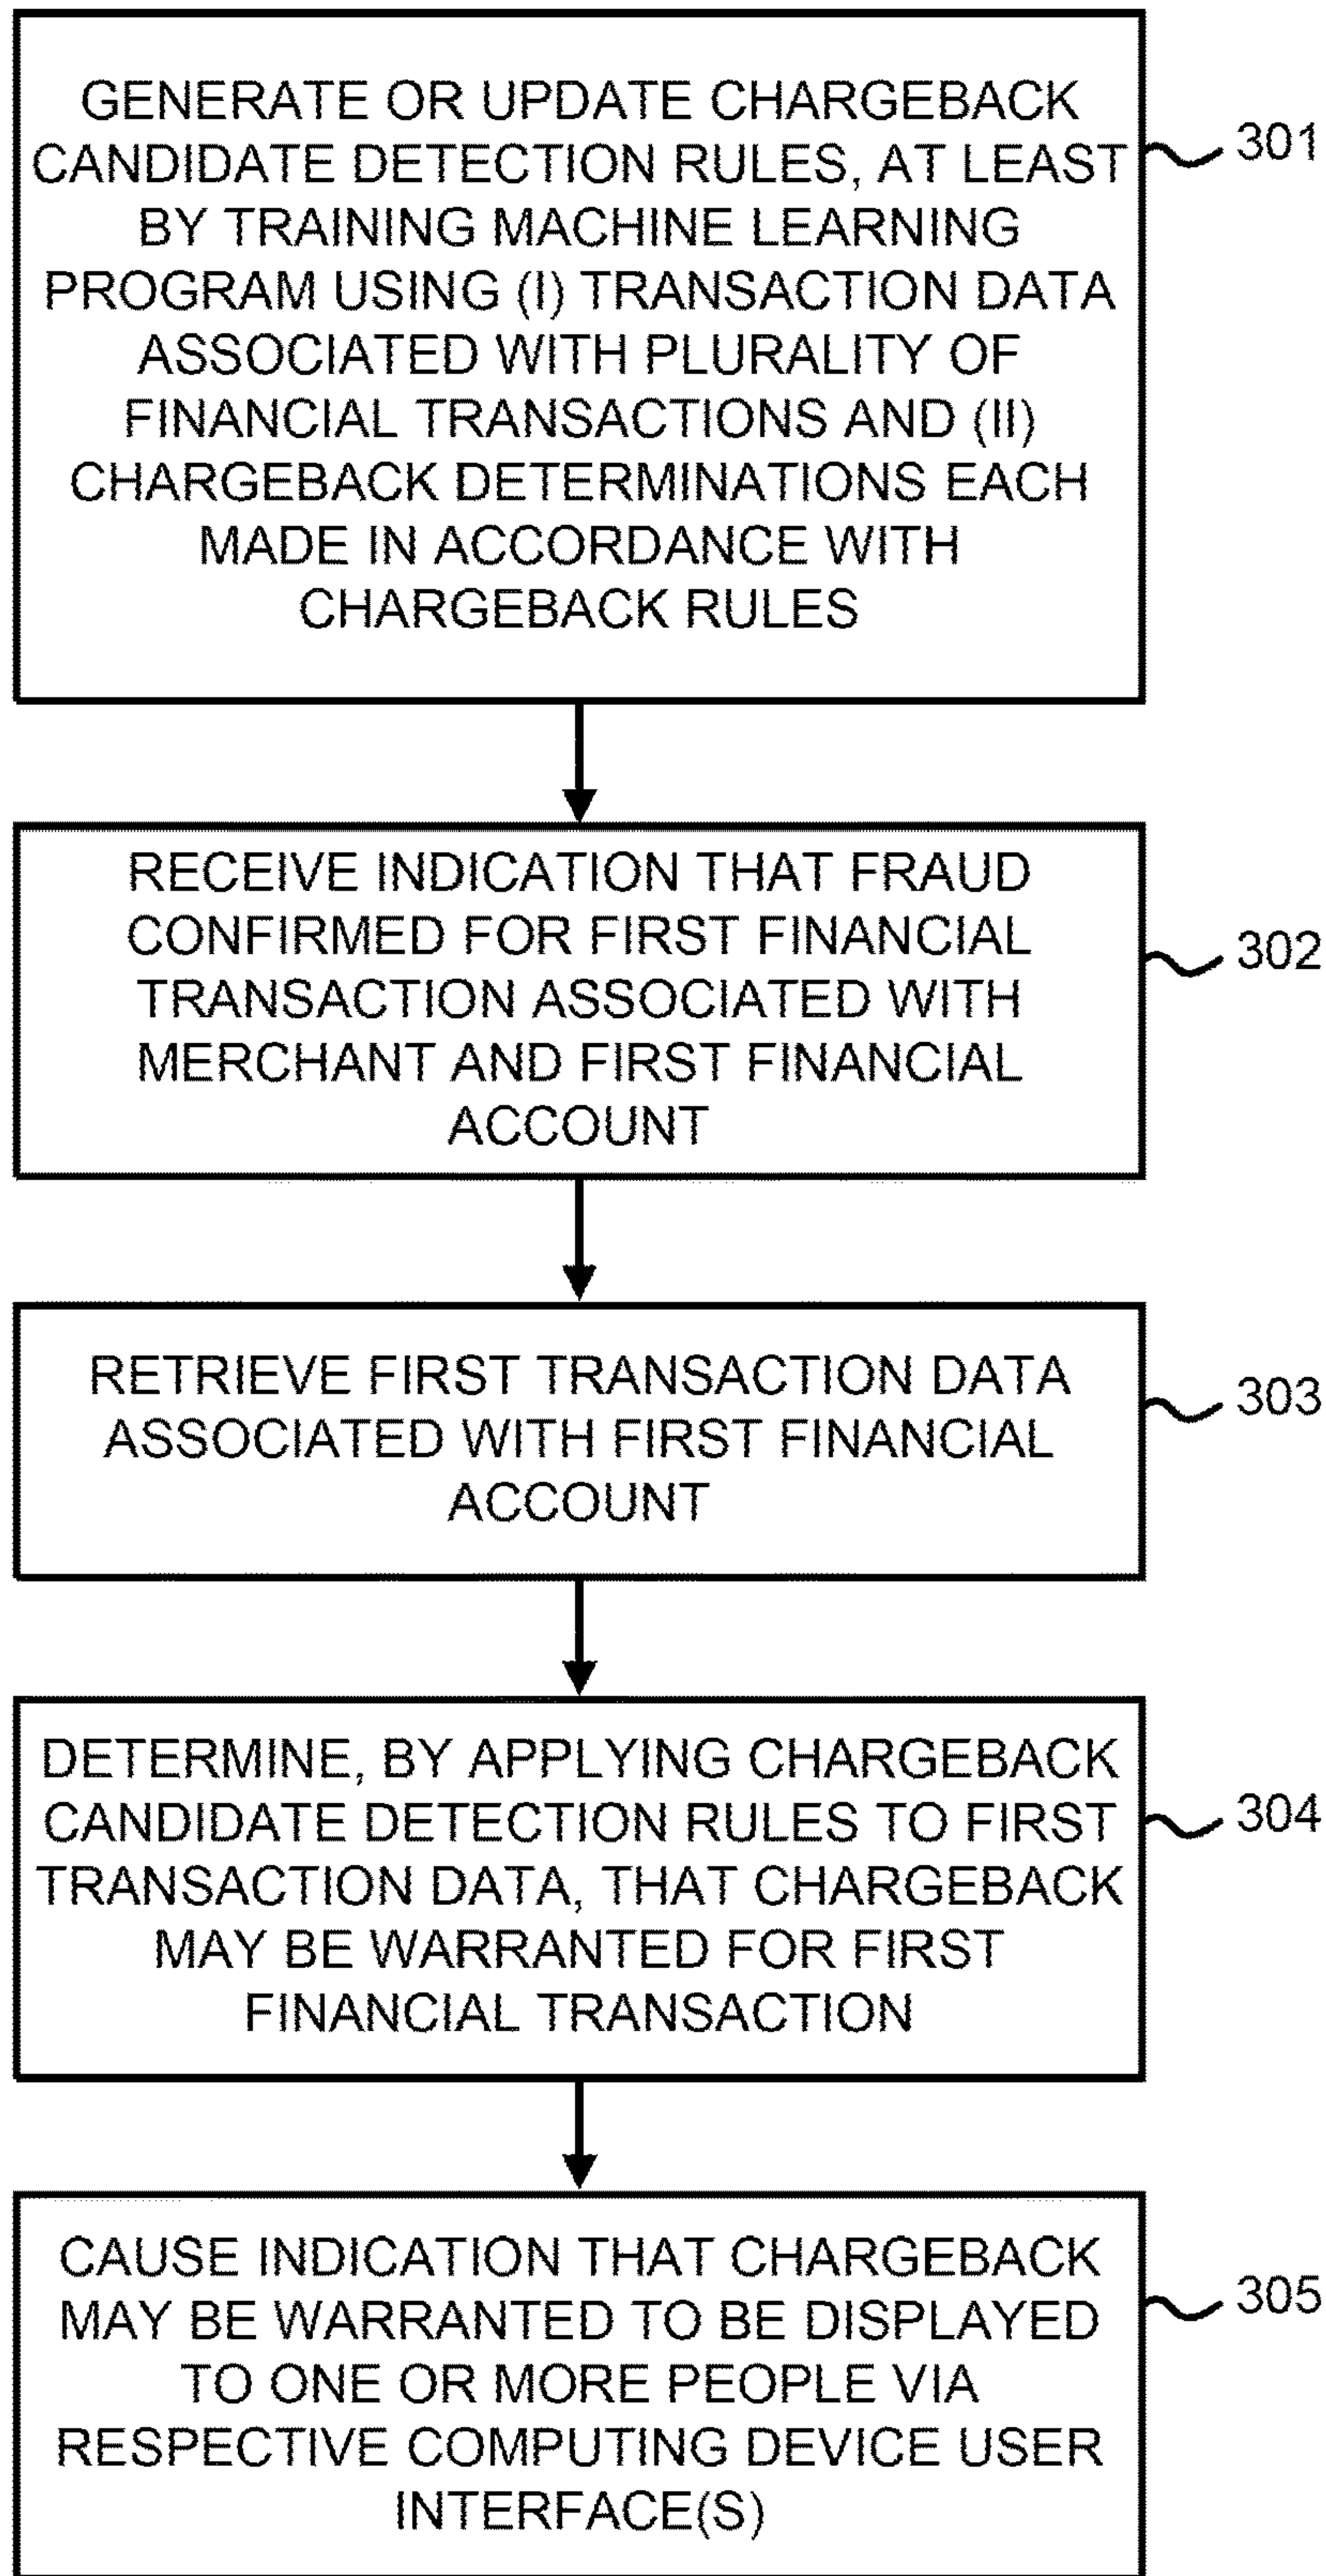 GENERATE OR UPDATE CHARGEBACK
CANDIDATE DETECTION RULES, AT LEAST
BY TRAINING MACHINE LEARNING
PROGRAM USING (I) TRANSACTION DATA
ASSOCIATED WITH PLURALITY OF
FINANCIAL TRANSACTIONS AND (II)
CHARGEBACK DETERMINATIONS EACH
MADE IN ACCORDANCE WITH
CHARGEBACK RULES
301
RECEIVE INDICATION THAT FRAUD
CONFIRMED FOR FIRST FINANCIAL
TRANSACTION ASSOCIATED WITH
MERCHANT AND FIRST FINANCIAL
ACCOUNT
302
RETRIEVE FIRST TRANSACTION DATA
ASSOCIATED WITH FIRST FINANCIAL
ACCOUNT
303
DETERMINE, BY APPLYING CHARGEBACK
CANDIDATE DETECTION RULES TO FIRST
TRANSACTION DATA, THAT CHARGEBACK
MAY BE WARRANTED FOR FIRST
FINANCIAL TRANSACTION
304
CAUSE INDICATION THAT CHARGEBACK
MAY BE WARRANTED TO BE DISPLAYED
TO ONE OR MORE PEOPLE VIA
RESPECTIVE COMPUTING DEVICE USER
INTERFACE(S)
305